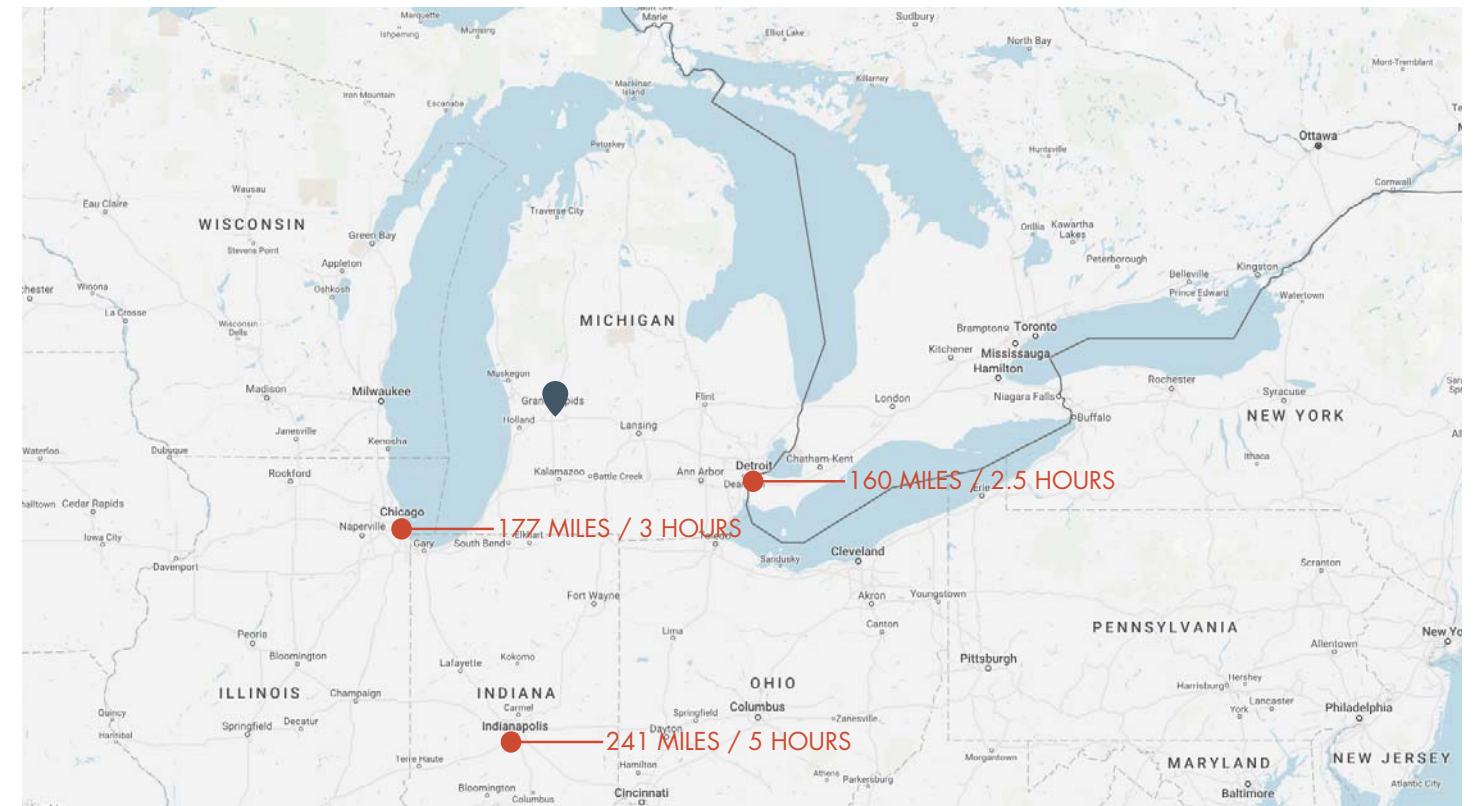 Marquette
Ishpeming
Munising
Marie
Elliot Lake
Sudbury
North Bay
Mont-Tremblant
Iron Mountain
Escanaba
Mackinac
Island
Killarney
Petoskey
Ottawa
Huntsville
Cornwall
Wausau
Eau Claire
WISCONSIN
Stevens Point
Green Bay
Traverse City
Orillia
Kawartha
Lakes
Peterborough
Belleville
Kingston
Appleton
Oshkosh
Winona
La Crosse
Prince Edward
Watertown
Wisconsin
Dells
MICHIGAN
Brampton
Toronto
Kitchener
Mississauga
Hamilton
Muskegon
Madison
Milwaukee
Flint
London
Niagara Falls
Rochester
Syracuse
NEW YORK
Holland
Lansing
Buffalo
Janesville
Kenosha
Waterloo
Dubuque
Rockford
Kalamazoo
Battle Creek
Ann Arbor
Detroit
Chatham-Kent
Ithaca
160 MILES / 2.5 HOURS
Erie
Cedar Rapids
Chicago
Naperville
177 MILES / 3 HOURS
Iowa City
Gary
South Bend
Elkhart
Toledo
Sandusky
Cleveland
Davenport
Scranton
Fort Wayne
Akron
Youngstown
Canton
Peoria
Lima
PENNSYLVANIA
Allentown
Bloomington
Lafayette
Kokomo
Pittsburgh
ILLINOIS
Champaign
INDIANA
Carmel
OHIO
Harrisburg
Hershey
Lancaster
York
Philadelphia
Quincy
Hannibal
Springfield
Decatur
Indianapolis
Springfield
Columbus
Zanesville
Dayton
241 MILES / 5 HOURS
Terre Haute
Hamilton
Athens
Parkersburg
Morgantown
MARYLAND
NEW JERSEY
Bloomington
Columbus
Cincinnati
Baltimore
Atlantic City